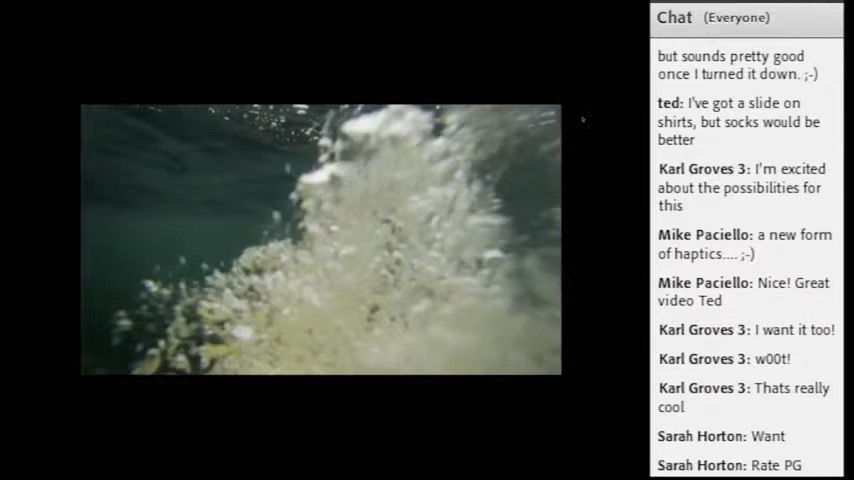 Chat (Everyone)
but sounds pretty good
once I turned it down. ;-)
ted: I've got a slide on
shirts, but socks would be
better
Karl Groves 3: I'm excited
about the possibilities for
this
Mike Paciello: a new form
of haptics.... ;-)
Mike Paciello: Nice! Great
video Ted
Karl Groves 3: I want it too!
Karl Groves 3: w00t!
Karl Groves 3: Thats really
cool
Sarah Horton: Want
Sarah Horton: Rate PG